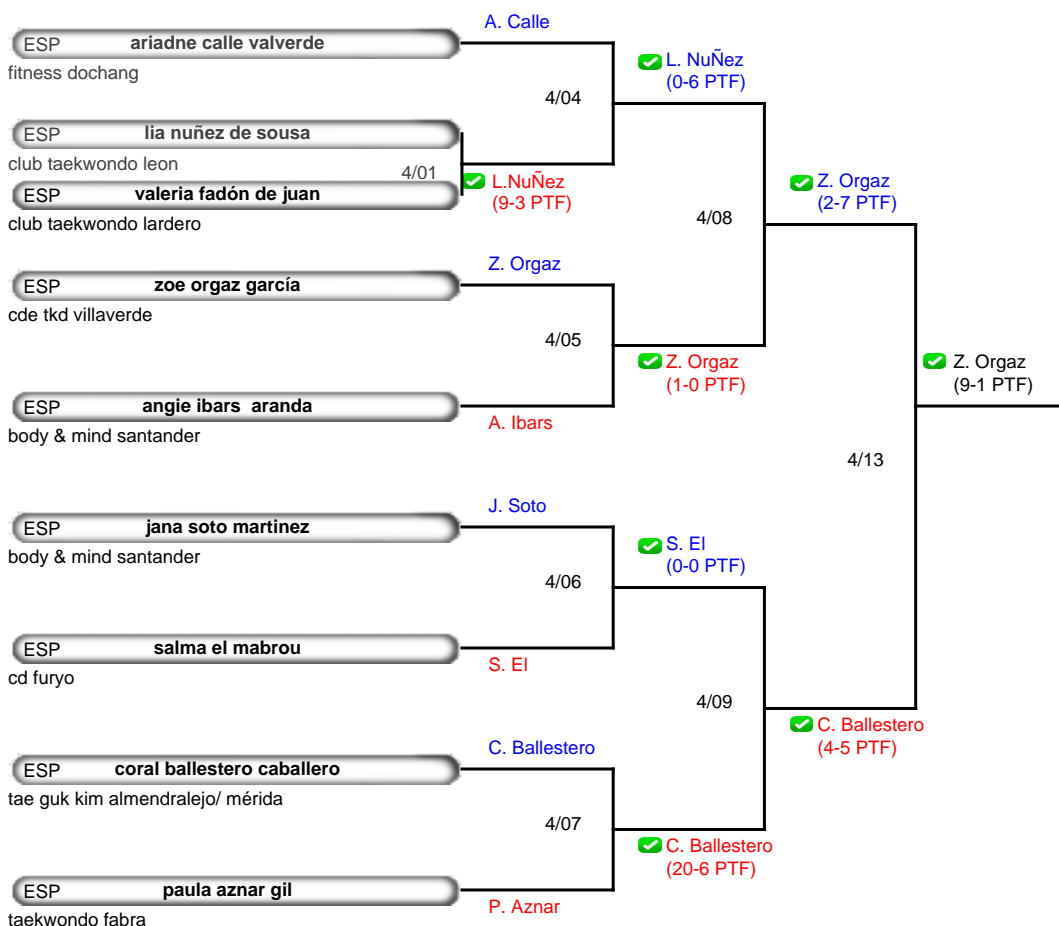 A. Calle
ESP ariadne calle valverde
fitness dochang
L. NuÑez
(0-6 PTF)
4/04
ESP lia nuñez de sousa
club taekwondo leon
4/01
L.NuÑez
(9-3 PTF)
ESP valeria fadón de juan
club taekwondo lardero
Z. Orgaz
(2-7 PTF)
4/08
Z. Orgaz
ESP zoe orgaz garcía
cde tkd villaverde
4/05
Z. Orgaz
(1-0 PTF)
Z. Orgaz
(9-1 PTF)
ESP angie ibars aranda
body & mind santander
A. Ibars
4/13
J. Soto
ESP jana soto martinez
body & mind santander
S. El
(0-0 PTF)
4/06
ESP salma el mabrou
cd furyo
S. El
4/09
C. Ballestero
(4-5 PTF)
C. Ballestero
ESP coral ballestero caballero
tae guk kim almendralejo/ mérida
4/07
C. Ballestero
(20-6 PTF)
ESP paula aznar gil
taekwondo fabra
P. Aznar